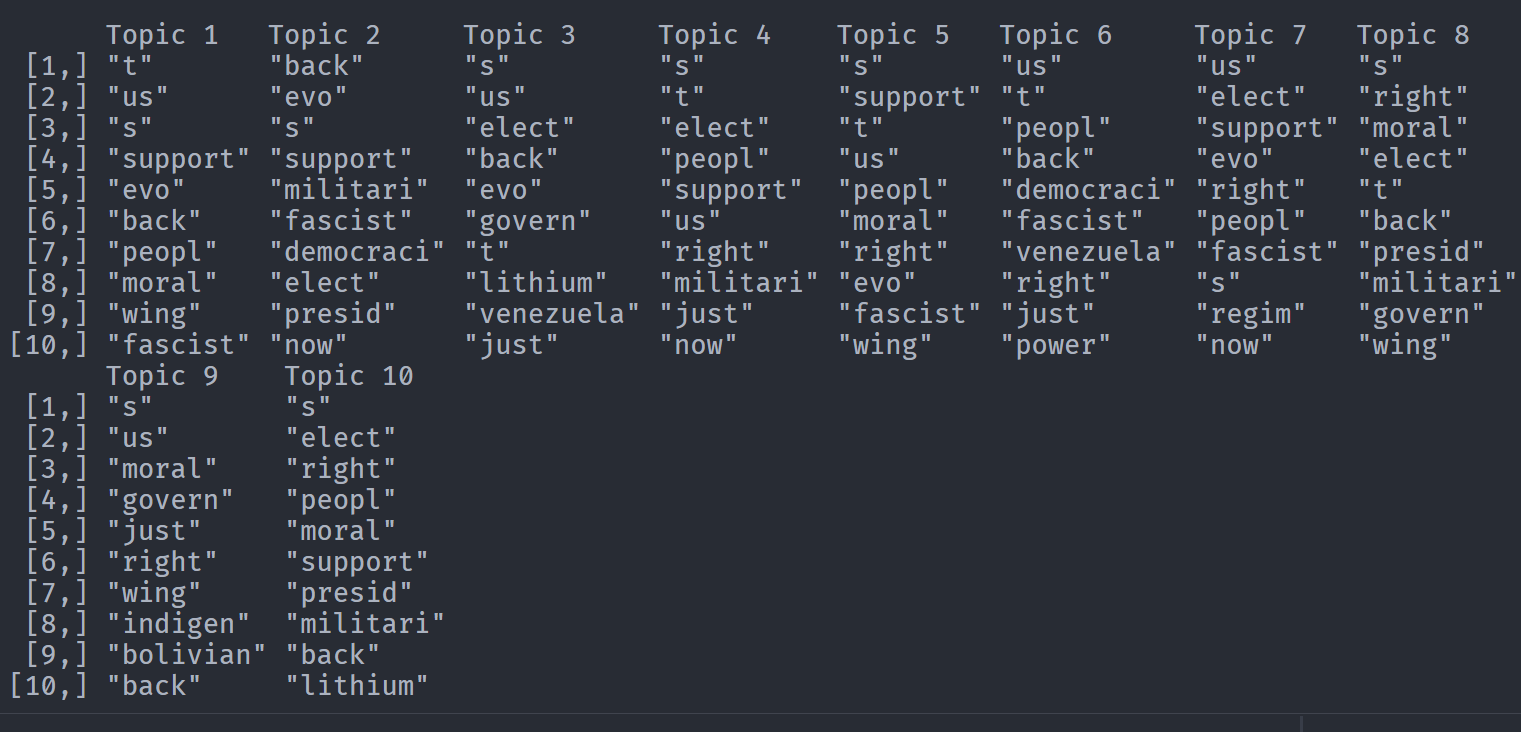 Topic 1   Topic 2     Topic 3     Topic 4    Topic 5   Topic 6     Topic 7   Topic 8
 [1,] "t"       "back"      "s"         "s"        "s"       "us"        "us"      "s"
 [2,] "us"      "evo"       "us"        "t"        "support" "t"         "elect"   "right"
 [3,] "s"       "s"         "elect"     "elect"    "t"       "peopl"     "support" "moral"
 [4,] "support" "support"   "back"      "peopl"    "us"      "back"      "evo"     "elect"
 [5,] "evo"     "militari"  "evo"       "support"  "peopl"   "democraci" "right"   "t"
 [6,] "back"    "fascist"   "govern"    "us"       "moral"   "fascist"   "peopl"   "back"
 [7,] "peopl"   "democraci" "t"         "right"    "right"   "venezuela" "fascist" "presid"
 [8,] "moral"   "elect"     "lithium"   "militari" "evo"     "right"     "s"       "militari"
 [9,] "wing"    "presid"    "venezuela" "just"     "fascist" "just"      "regim"   "govern"
[10,] "fascist" "now"       "just"      "now"      "wing"    "power"     "now"     "wing"
      Topic 9    Topic 10
 [1,] "s"        "s"
 [2,] "us"       "elect"
 [3,] "moral"    "right"
 [4,] "govern"   "peopl"
 [5,] "just"     "moral"
 [6,] "right"    "support"
 [7,] "wing"     "presid"
 [8,] "indigen"  "militari"
 [9,] "bolivian" "back"
[10,] "back"     "lithium"